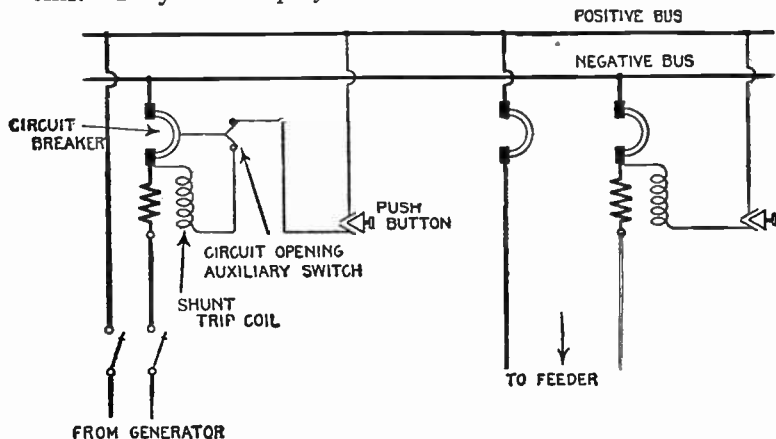 POSITIVE BUS
NEGATIVE BUS
CIRCUIT
BREAKER
PUSH
BUTTON
CIRCUIT OPENING
AUXILIARY SWITCH
SHUNT
TRIP COIL
TO FEEDER
FROM GENERATOR